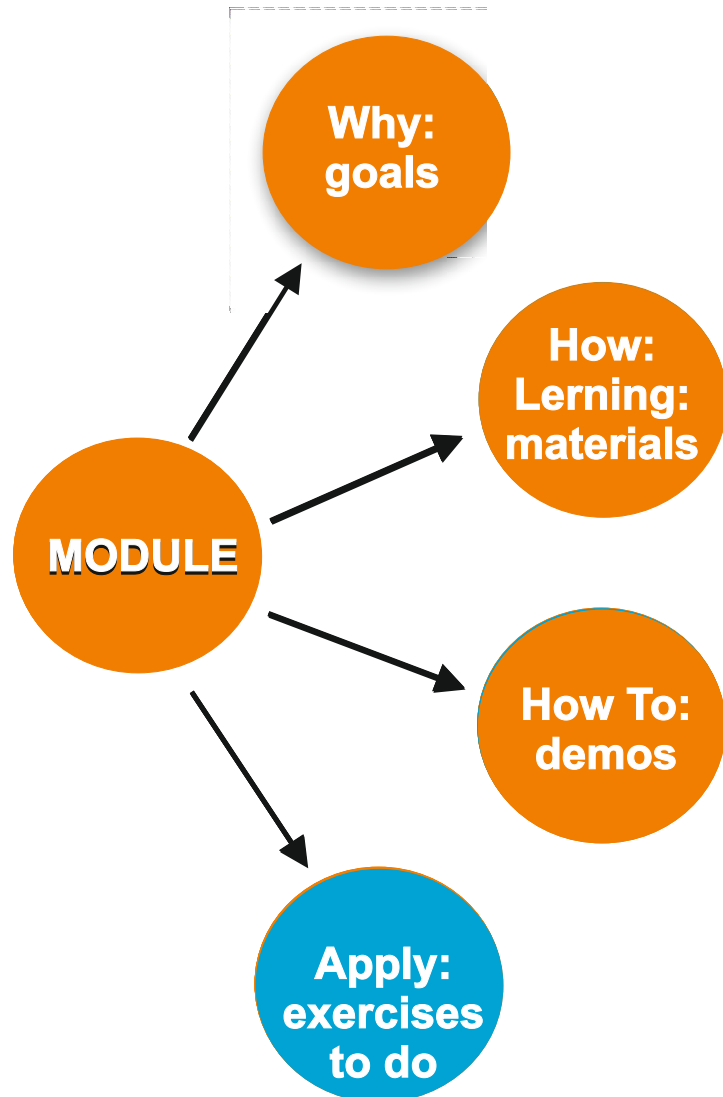 Why:
goals
How:
Lerning:
materials
MODULE
How To:
demos
Apply:
exercises
to do